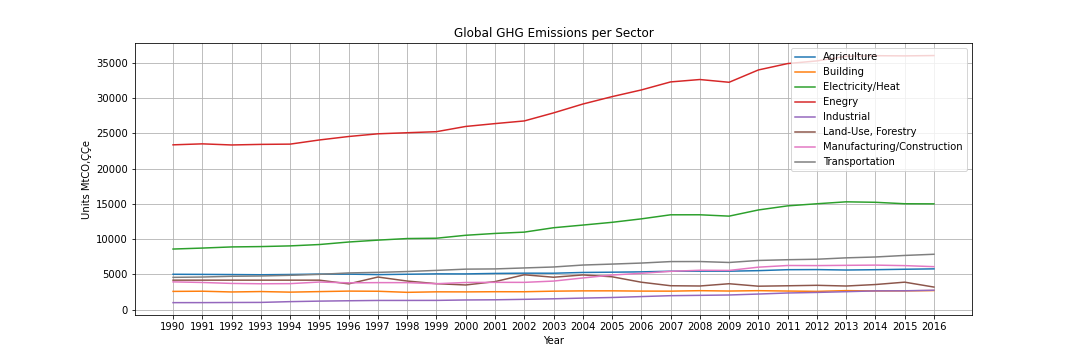 Global GHG Emissions per Sector
Units MtCO‚ÇÇe
35000
30000
25000
20000
15000
10000
5000
0
Agriculture
Building
Electricity/Heat
Enegry
Industrial
Land-Use, Forestry
Manufacturing/Construction
Transportation
1990 1991 1992 1993 1994 1995 1996 1997 1998 1999 2000 2001 2002 2003 2004 2005 2006 2007 2008 2009 2010 2011 2012 2013 2014 2015 2016
Year